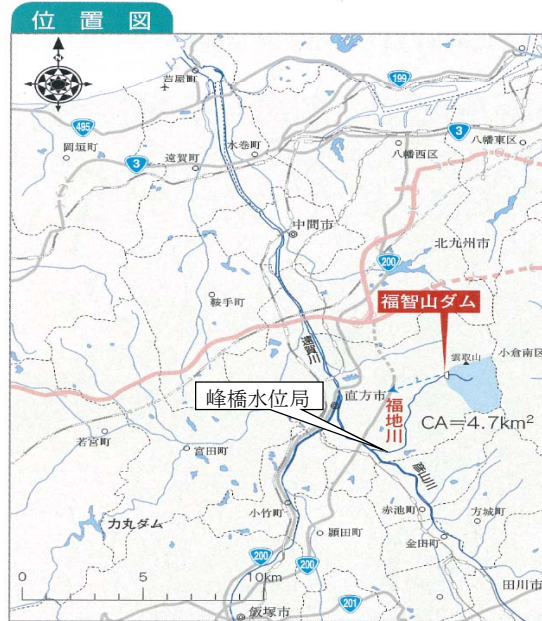 位置図
N
芦屋町
199
495
岡垣町
3
遠賀町
水巻町
3
八幡西区
八幡東区
中間市
北九州市
200
鞍手町
福智山ダム
遠賀川
雲取山
小倉南区
峰橋水位局
直方市
福地川
CA=4.7km²
若宮町
宮田町
彦山川
小竹町
赤池町
方城町
力丸ダム
頴田町
金田町
0 5 10km
200
200
田川市
飯塚市
201